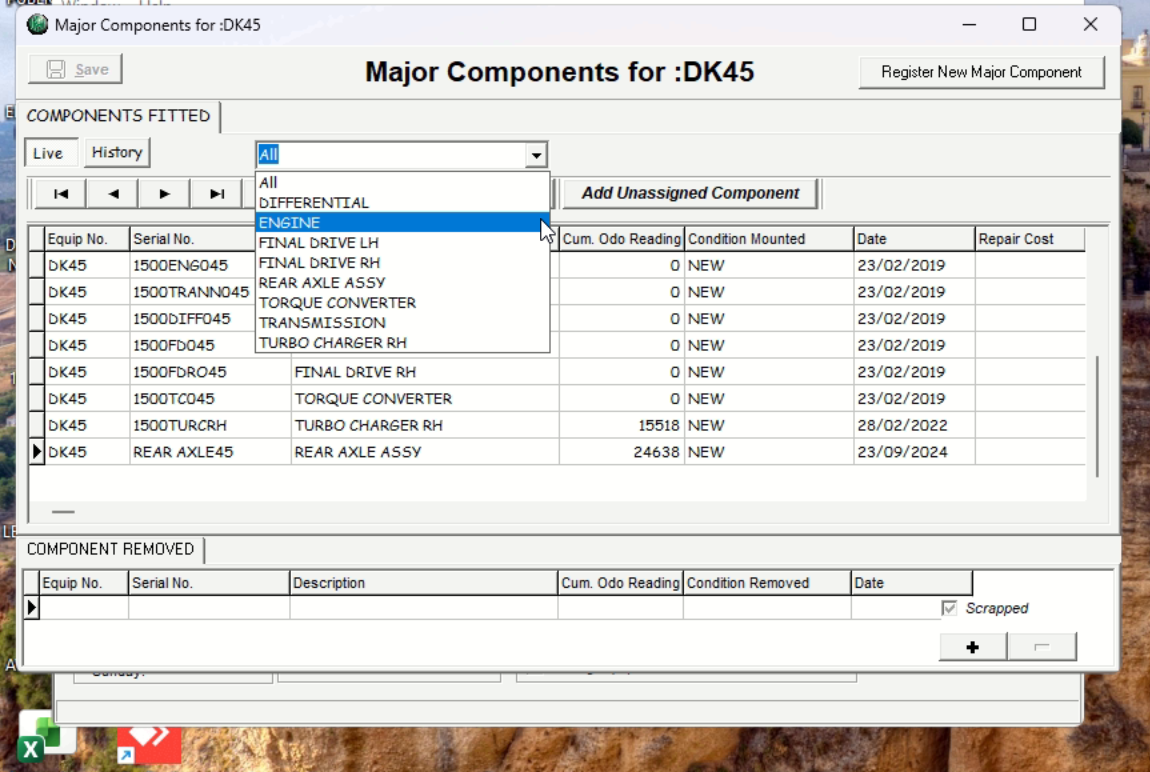 Window Help
Major Components for :DK45
Save
Major Components for :DK45
Register New Major Component
COMPONENTS FITTED
Live
History
All
All
DIFFERENTIAL
ENGINE
FINAL DRIVE LH
FINAL DRIVE RH
REAR AXLE ASSY
TORQUE CONVERTER
TRANSMISSION
TURBO CHARGER RH
Add Unassigned Component
Equip No. Serial No. Cum. Odo Reading Condition Mounted Date Repair Cost
DK45 1500ENG045 0 NEW 23/02/2019
DK45 1500TRANN045 0 NEW 23/02/2019
DK45 1500DIFF045 0 NEW 23/02/2019
DK45 1500FD045 0 NEW 23/02/2019
DK45 1500FDRO45 FINAL DRIVE RH 0 NEW 23/02/2019
DK45 1500TC045 TORQUE CONVERTER 0 NEW 23/02/2019
DK45 1500TURCRH TURBO CHARGER RH 15518 NEW 28/02/2022
DK45 REAR AXLE45 REAR AXLE ASSY 24638 NEW 23/09/2024
COMPONENT REMOVED
Equip No. Serial No. Description Cum. Odo Reading Condition Removed Date
Scrapped
X